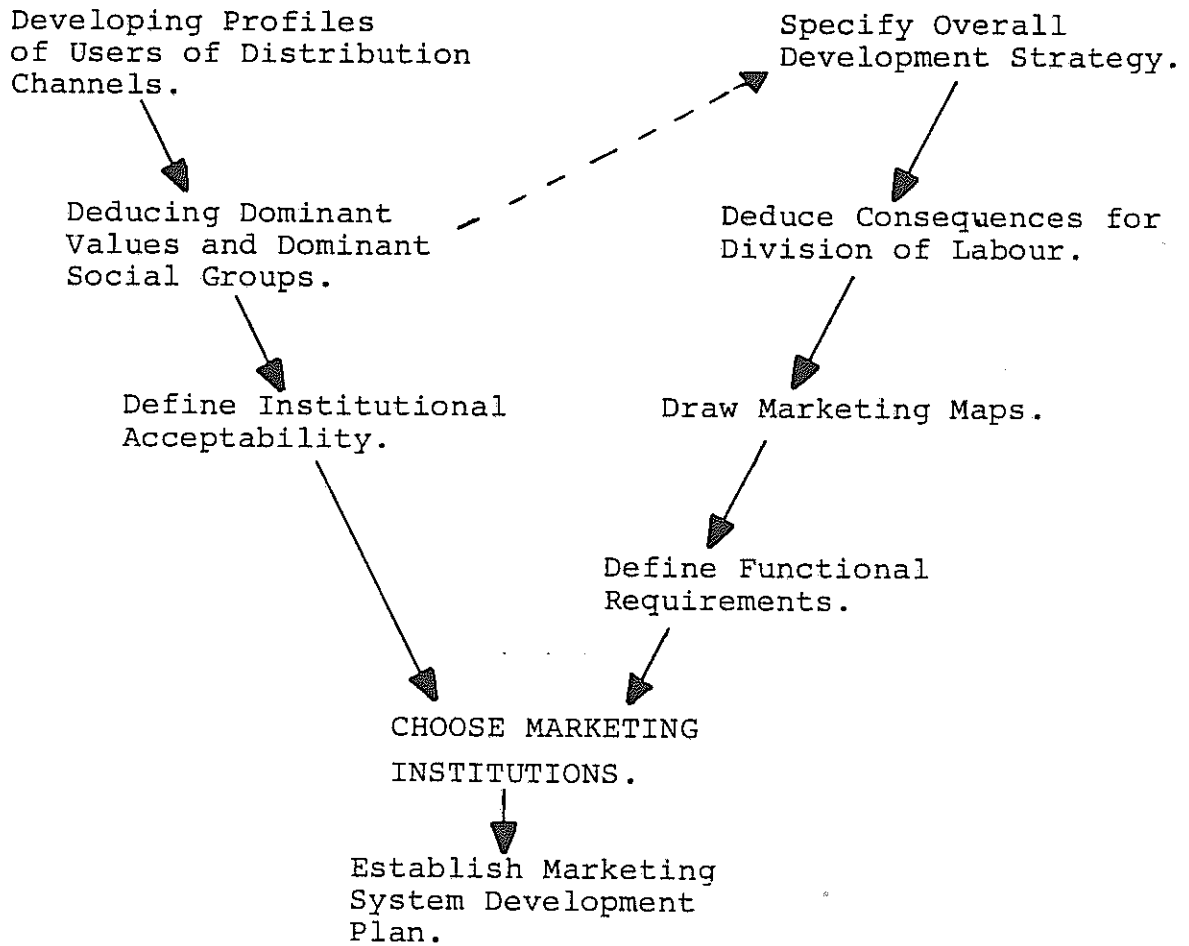 Developing Profiles
of Users of Distribution
Channels.
Specify Overall
Development Strategy.
Deducing Dominant
Values and Dominant
Social Groups.
Deduce Consequences for
Division of Labour.
Define Institutional
Acceptability.
Draw Marketing Maps.
Define Functional
Requirements.
CHOOSE MARKETING
INSTITUTIONS.
Establish Marketing
System Development
Plan.